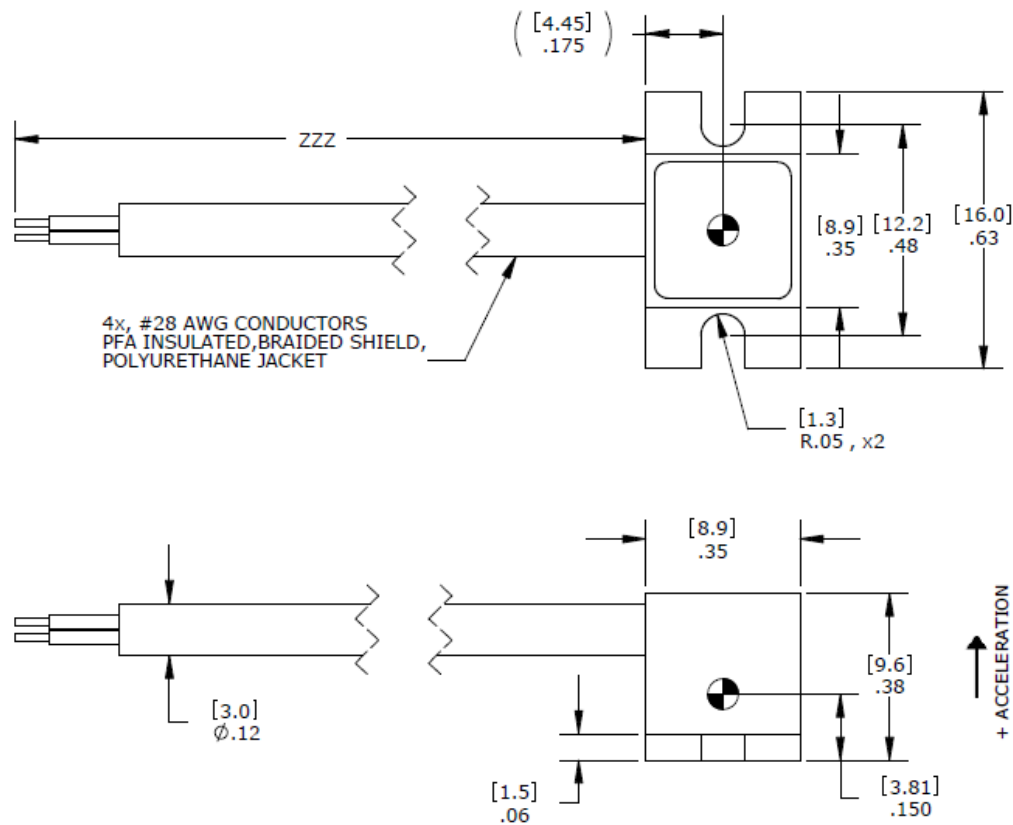 [4.45]
.175
ZZZ
[8.9]
.35
[12.2]
.48
[16.0]
.63
4x, #28 AWG CONDUCTORS
PFA INSULATED,BRAIDED SHIELD,
POLYURETHANE JACKET
[1.3]
R.05 , x2
[8.9]
.35
[9.6]
.38
+ ACCELERATION
[3.0]
Ø.12
[1.5]
.06
[3.81]
.150